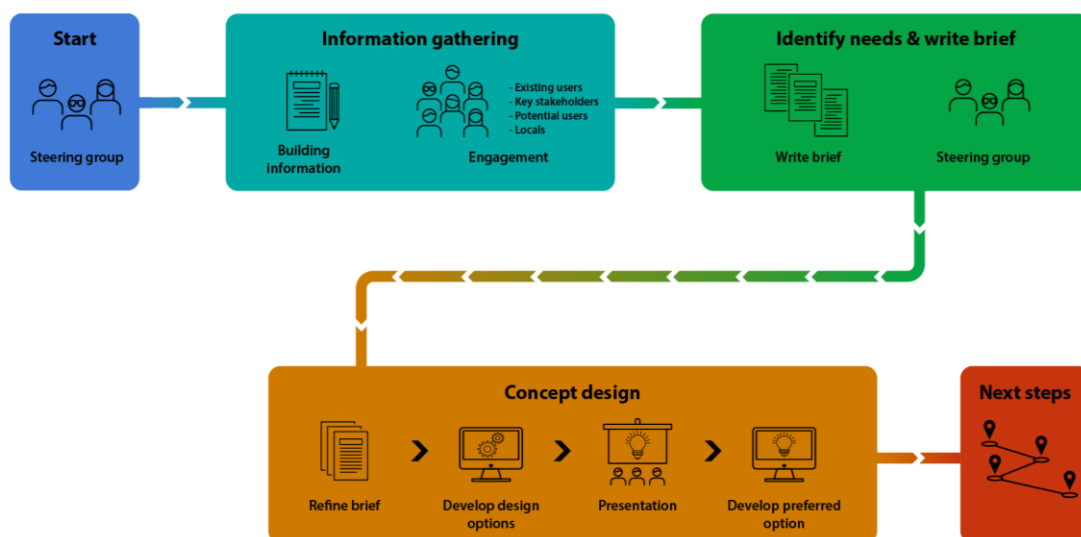 Start
Steering group
Information gathering
Building
information
- Existing users
- Key stakeholders
- Potential users
- Locals
Engagement
Identify needs & write brief
Write brief
Steering group
Concept design
Refine brief
Develop design
options
Presentation
Develop preferred
option
Next steps